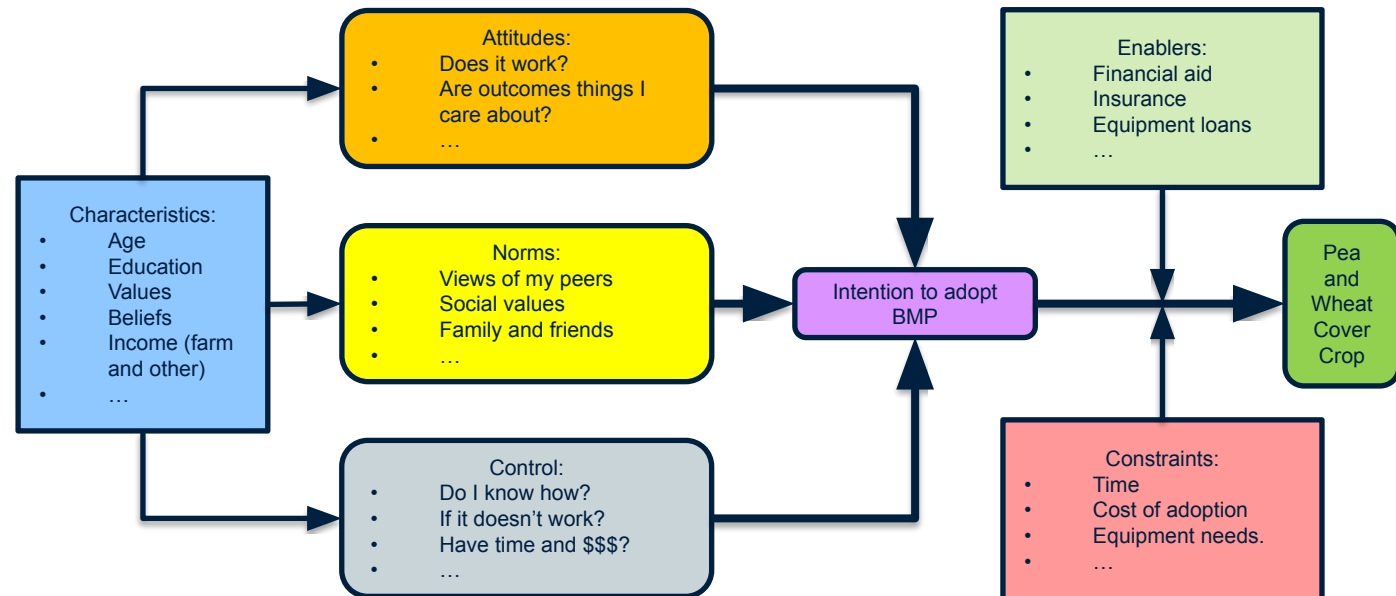 Characteristics:
• Age
• Education
• Values
• Beliefs
• Income (farm
and other)
• …
Attitudes:
• Does it work?
• Are outcomes things I
care about?
• …
Norms:
• Views of my peers
• Social values
• Family and friends
• …
Control:
• Do I know how?
• If it doesn’t work?
• Have time and $$$?
• …
Intention to adopt
BMP
Enablers:
• Financial aid
• Insurance
• Equipment loans
• …
Constraints:
• Time
• Cost of adoption
• Equipment needs.
• …
Pea
and
Wheat
Cover
Crop